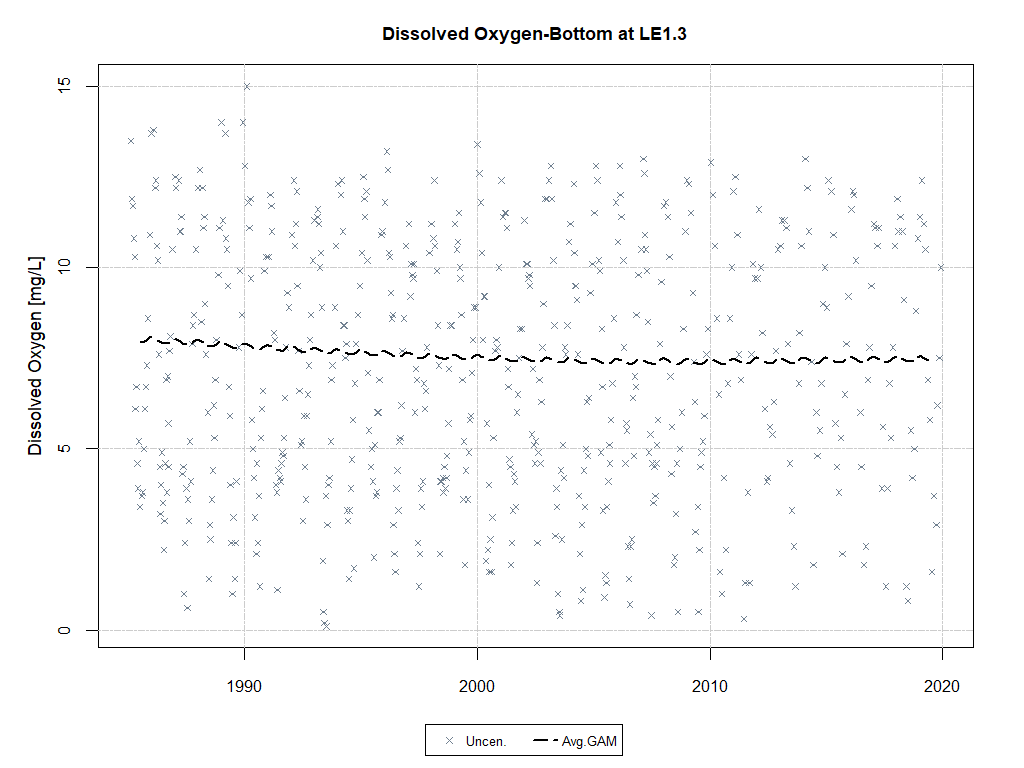 Dissolved Oxygen-Bottom at LE1.3
Dissolved Oxygen [mg/L]
15
10
5
0
1990
2000
2010
2020
Uncen.
Avg.GAM